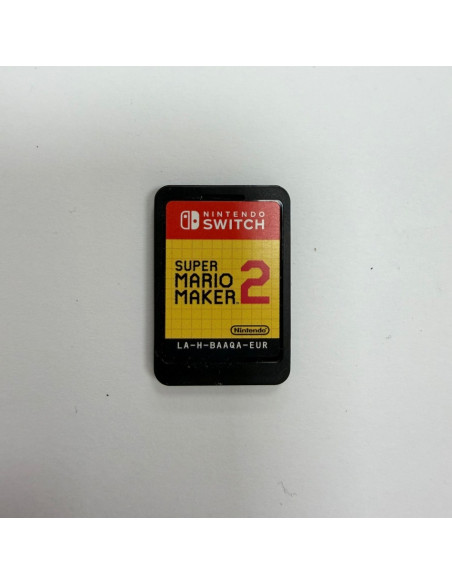 NINTENDO
SWITCH
SUPER
MARIO
MAKER 2
Nintendo
LA-H-BAAQA-EUR